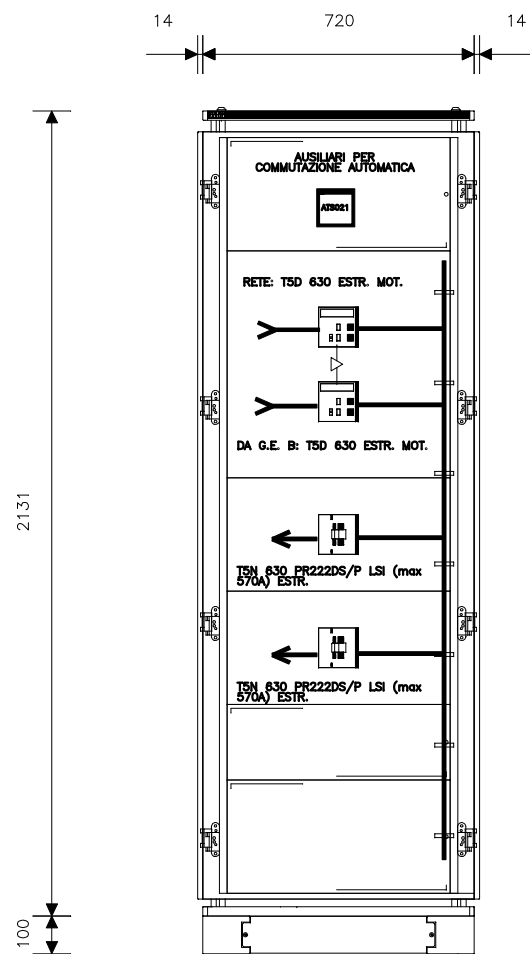 14 720 14
AUSILIARI PER
COMMUTAZIONE AUTOMATICA
ATS021
RETE: T5D 630 ESTR. MOT.
DA G.E. B: T5D 630 ESTR. MOT.
2131
T5N 630 PR222DS/P LSI (max
570A) ESTR.
T5N 630 PR222DS/P LSI (max
570A) ESTR.
100